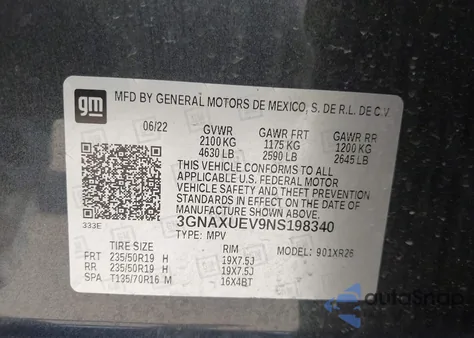 gm
MFD BY GENERAL MOTORS DE MEXICO, S. DE R.L. DE C.V.
06/22 GVWR GAWR FRT GAWR RR
2100 KG 1175 KG 1200 KG
4630 LB 2590 LB 2645 LB
THIS VEHICLE CONFORMS TO ALL
APPLICABLE U.S. FEDERAL MOTOR
VEHICLE SAFETY AND THEFT PREVENTION
STANDARDS IN EFFECT ON THE DATE OF
MANUFACTURE SHOWN ABOVE.
333E
3GNAXUEV9NS198340
TYPE: MPV MODEL: 901XR26
TIRE SIZE RIM
FRT 235/50R19 H 19X7.5J
RR 235/50R19 H 19X7.5J
SPA T135/70R16 M 16X4BT
autoSnap